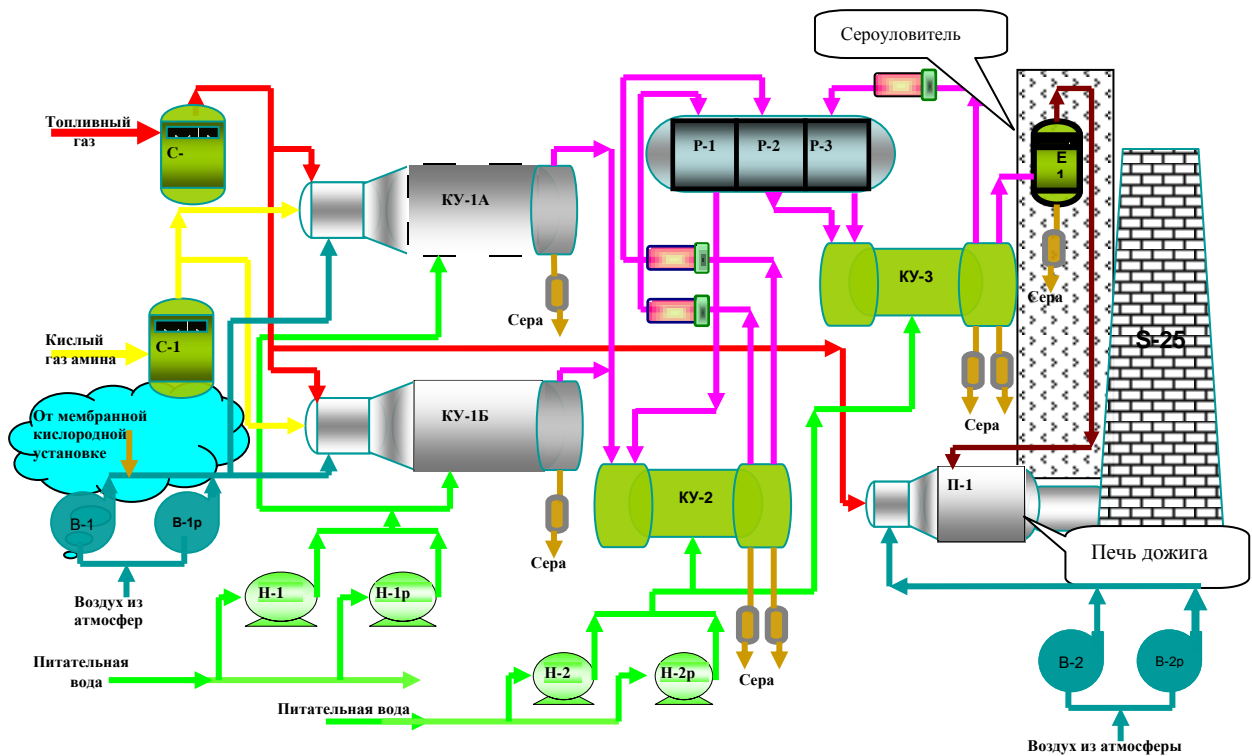 Сероуловитель
Топливный
газ
С-
Р-1
Р-2
Р-3
Е
1
КУ-1А
КУ-3
Сера
Сера
Кислый
газ амина
С-1
S-25
От мембранной
кислородной
установке
КУ-1Б
Сера
КУ-2
П-1
В-1
В-1р
Печь дожига
Сера
Воздух из
атмосфер
Н-1
Н-1р
Питательная
вода
Н-2
Н-2р
Сера
В-2
В-2р
Питательная вода
Воздух из атмосферы